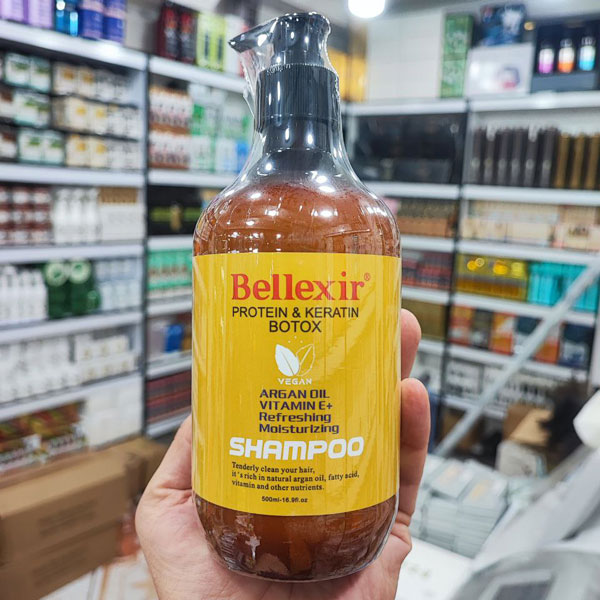 Bellexir®
PROTEIN & KERATIN
BOTOX
VEGAN
ARGAN OIL
VITAMIN E+
Refreshing
Moisturizing
SHAMPOO
Tenderly clean your hair,
it's rich in natural argan oil, fatty acid,
vitamin and other nutrients.
500ml-16.9fl oz